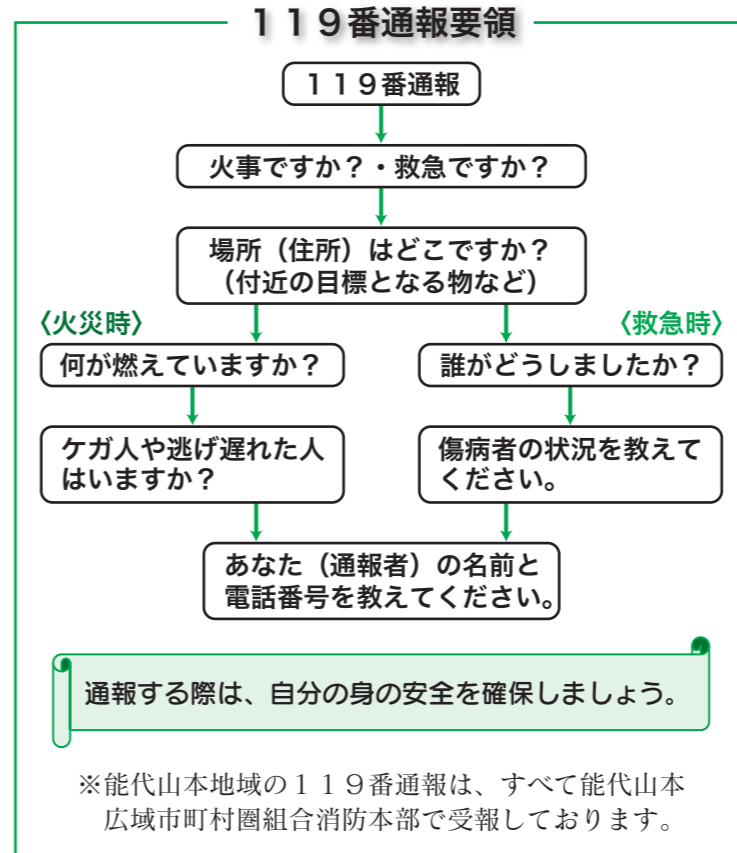 １１９番通報要領
１１９番通報
火事ですか？・救急ですか？
場所（住所）はどこですか？
（付近の目標となる物など）
〈火災時〉
何が燃えていますか？
ケガ人や逃げ遅れた人
はいますか？
〈救急時〉
誰がどうしましたか？
傷病者の状況を教えて
ください。
あなた（通報者）の名前と
電話番号を教えてください。
通報する際は、自分の身の安全を確保しましょう。
※能代山本地域の１１９番通報は、すべて能代山本
広域市町村圏組合消防本部で受報しております。